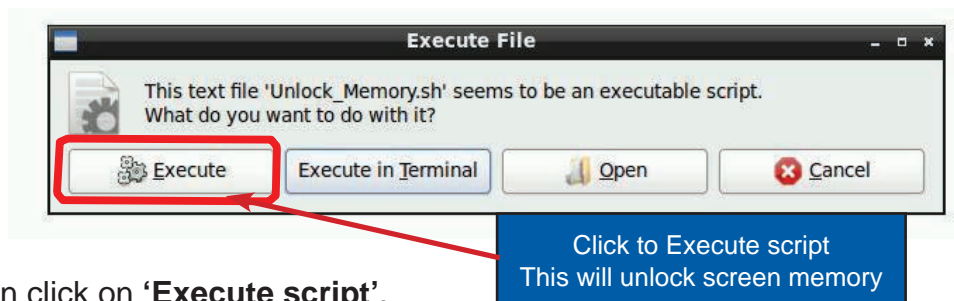 Execute File
This text file 'Unlock_Memory.sh' seems to be an executable script.
What do you want to do with it?
Execute
Execute in Terminal
Open
Cancel
Click to Execute script
This will unlock screen memory
click on ‘Execute script’.